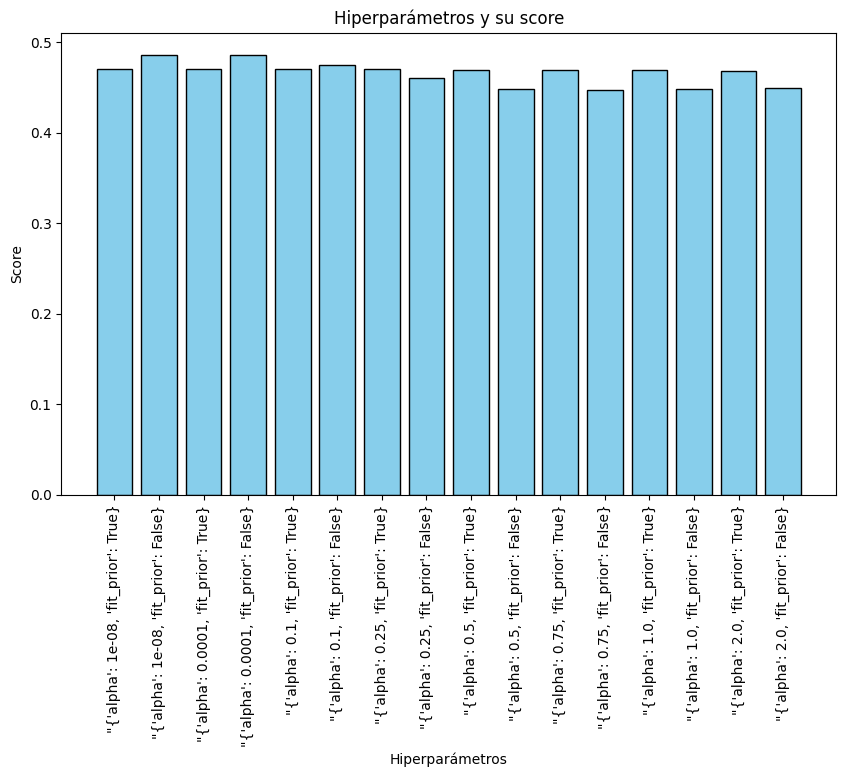 Hiperparámetros y su score
Score
0.5
0.4
0.3
0.2
0.1
0.0
"{'alpha': 1e-08, 'fit_prior': True}
"{'alpha': 1e-08, 'fit_prior': False}
"{'alpha': 0.0001, 'fit_prior': True}
"{'alpha': 0.0001, 'fit_prior': False}
"{'alpha': 0.1, 'fit_prior': True}
"{'alpha': 0.1, 'fit_prior': False}
"{'alpha': 0.25, 'fit_prior': True}
"{'alpha': 0.25, 'fit_prior': False}
"{'alpha': 0.5, 'fit_prior': True}
"{'alpha': 0.5, 'fit_prior': False}
"{'alpha': 0.75, 'fit_prior': True}
"{'alpha': 0.75, 'fit_prior': False}
"{'alpha': 1.0, 'fit_prior': True}
"{'alpha': 1.0, 'fit_prior': False}
"{'alpha': 2.0, 'fit_prior': True}
"{'alpha': 2.0, 'fit_prior': False}
Hiperparámetros